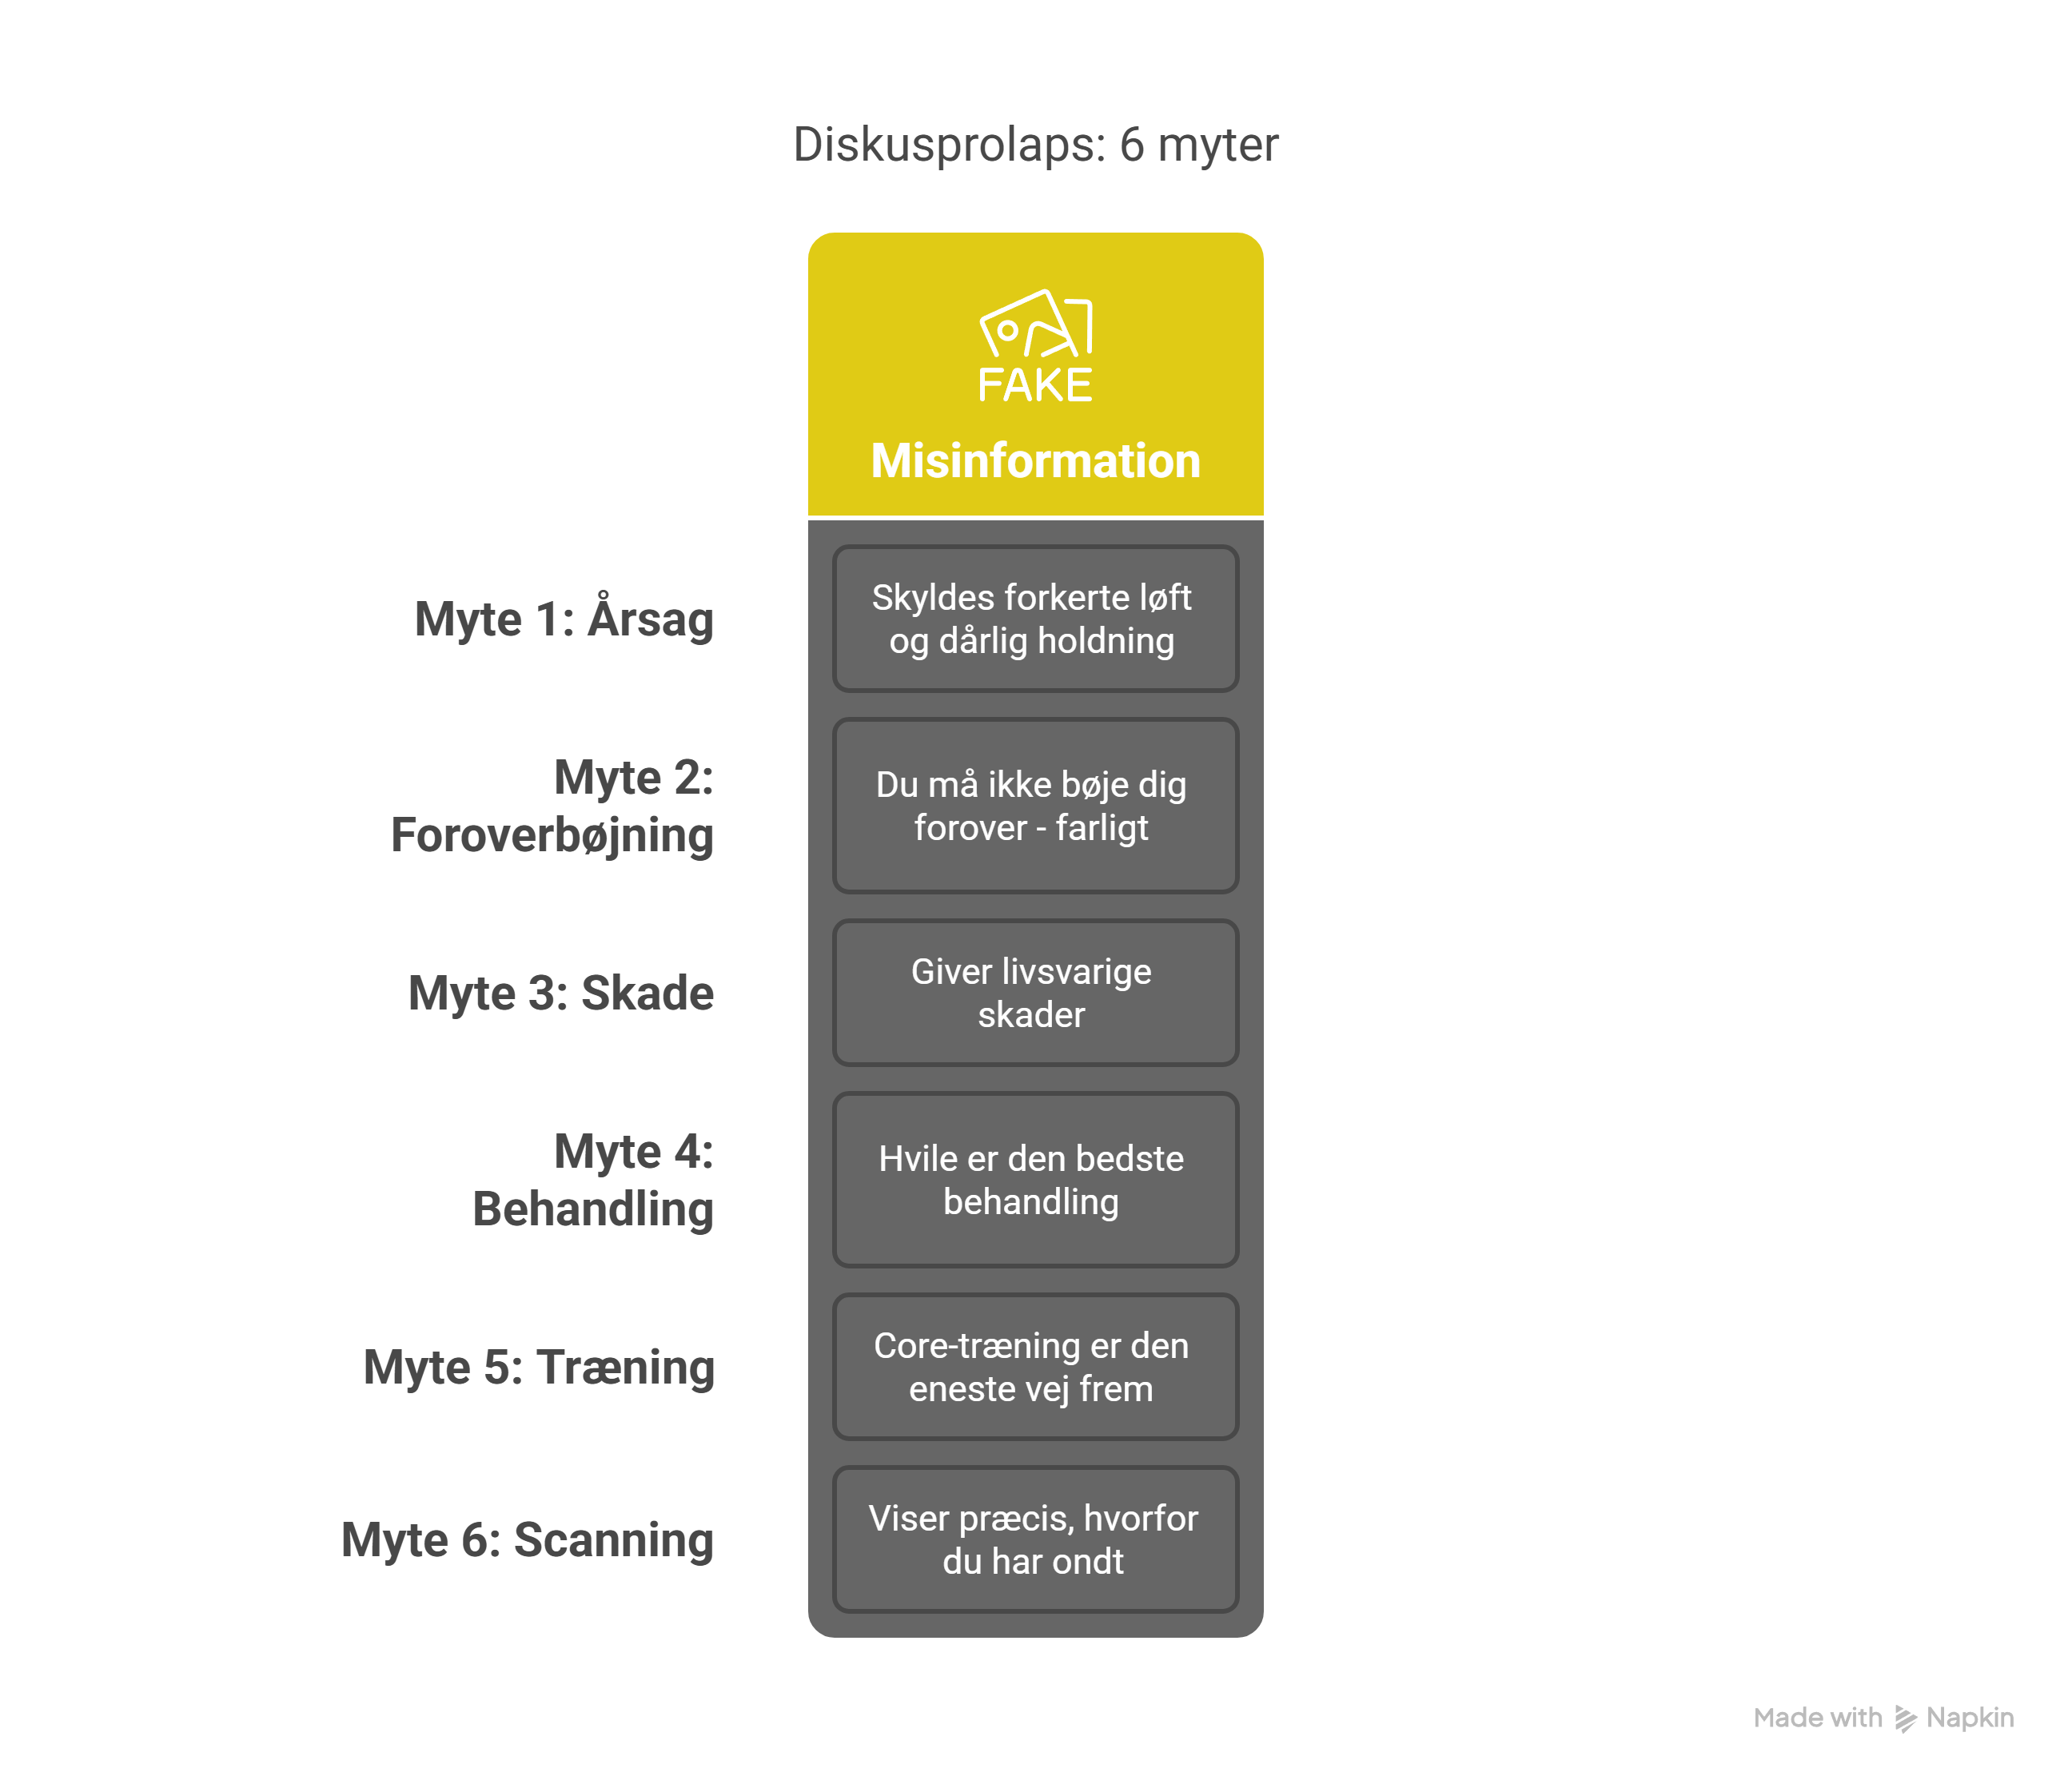 Diskusprolaps: 6 myter
FAKE
Misinformation
Myte 1: Årsag
Skyldes forkerte løft
og dårlig holdning
Myte 2:
Foroverbøjning
Du må ikke bøje dig
forover - farligt
Myte 3: Skade
Giver livsvarige
skader
Myte 4:
Behandling
Hvile er den bedste
behandling
Myte 5: Træning
Core-træning er den
eneste vej frem
Myte 6: Scanning
Viser præcis, hvorfor
du har ondt
Made with Napkin